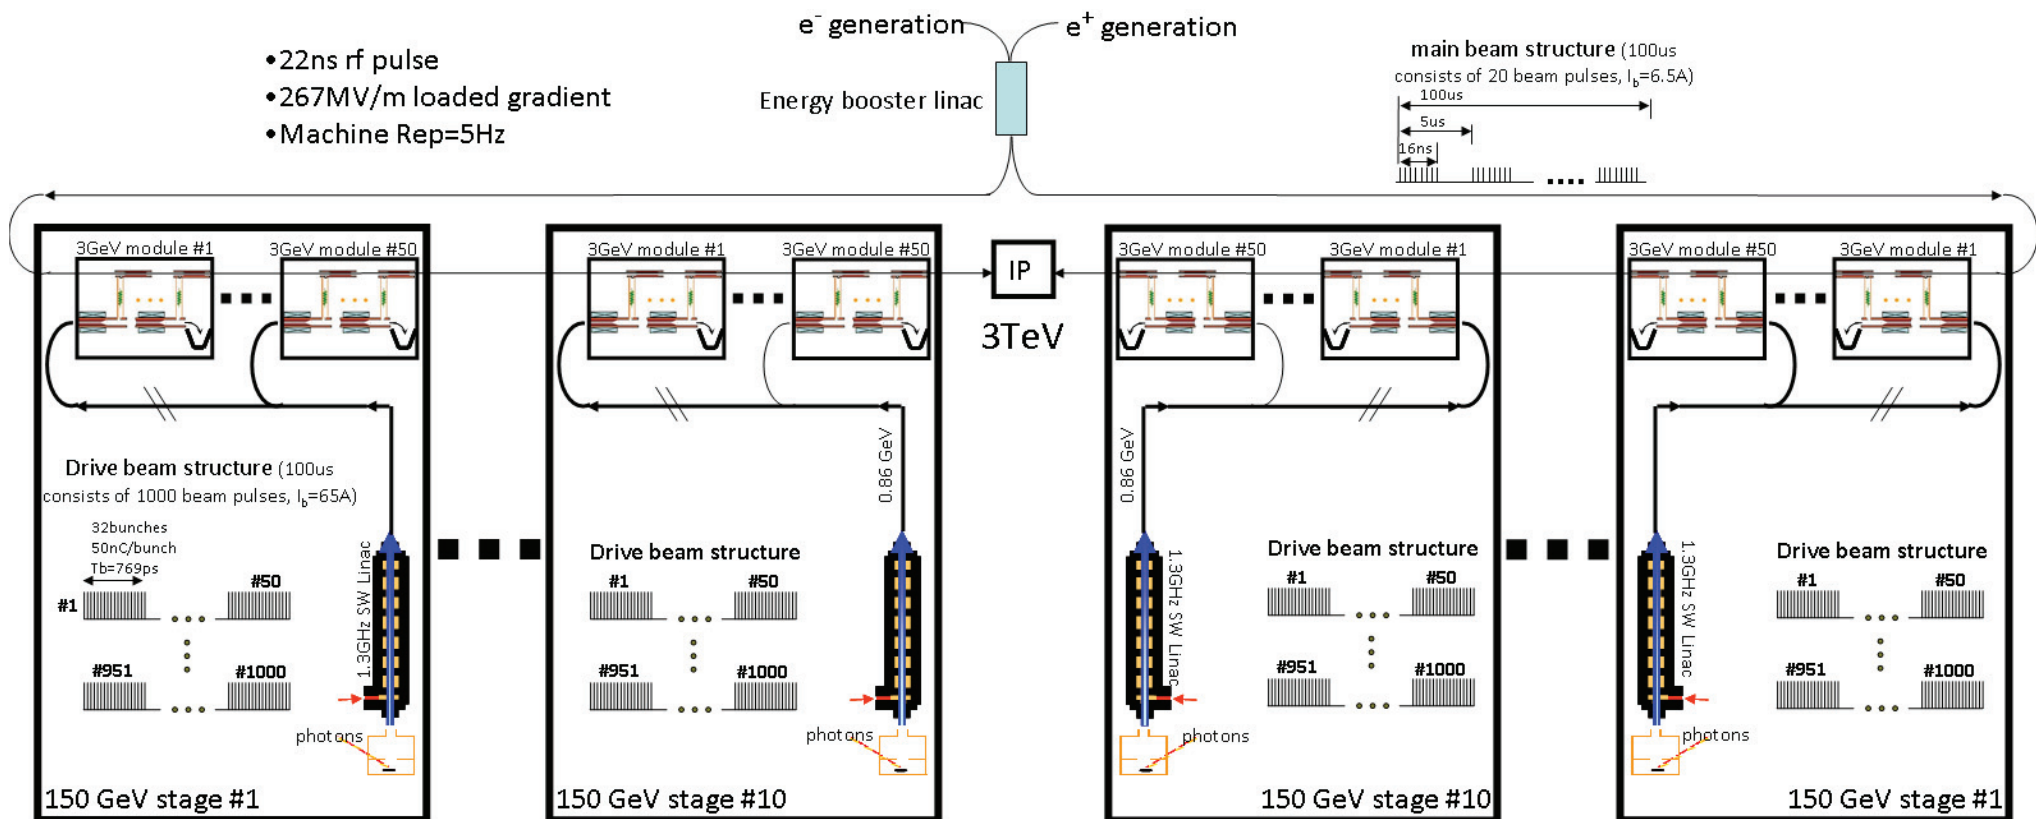 e⁻ generation
e⁺ generation
•22ns rf pulse
•267MV/m loaded gradient
•Machine Rep=5Hz
Energy booster linac
main beam structure (100us
consists of 20 beam pulses, I_b=6.5A)
100us
5us
16ns
3GeV module #1
3GeV module #50
3GeV module #1
3GeV module #50
IP
3TeV
3GeV module #50
3GeV module #1
3GeV module #50
3GeV module #1
Drive beam structure (100us
consists of 1000 beam pulses, I_b=65A)
32bunches
50nC/bunch
Tb=769ps
#1
#50
#951
#1000
1.3GHz SW Linac
photons
150 GeV stage #1
0.86 GeV
Drive beam structure
#1
#50
#951
#1000
photons
150 GeV stage #10
0.86 GeV
1.3GHz SW Linac
Drive beam structure
#1
#50
#951
#1000
photons
150 GeV stage #10
1.3GHz SW Linac
Drive beam structure
#1
#50
#951
#1000
photons
150 GeV stage #1